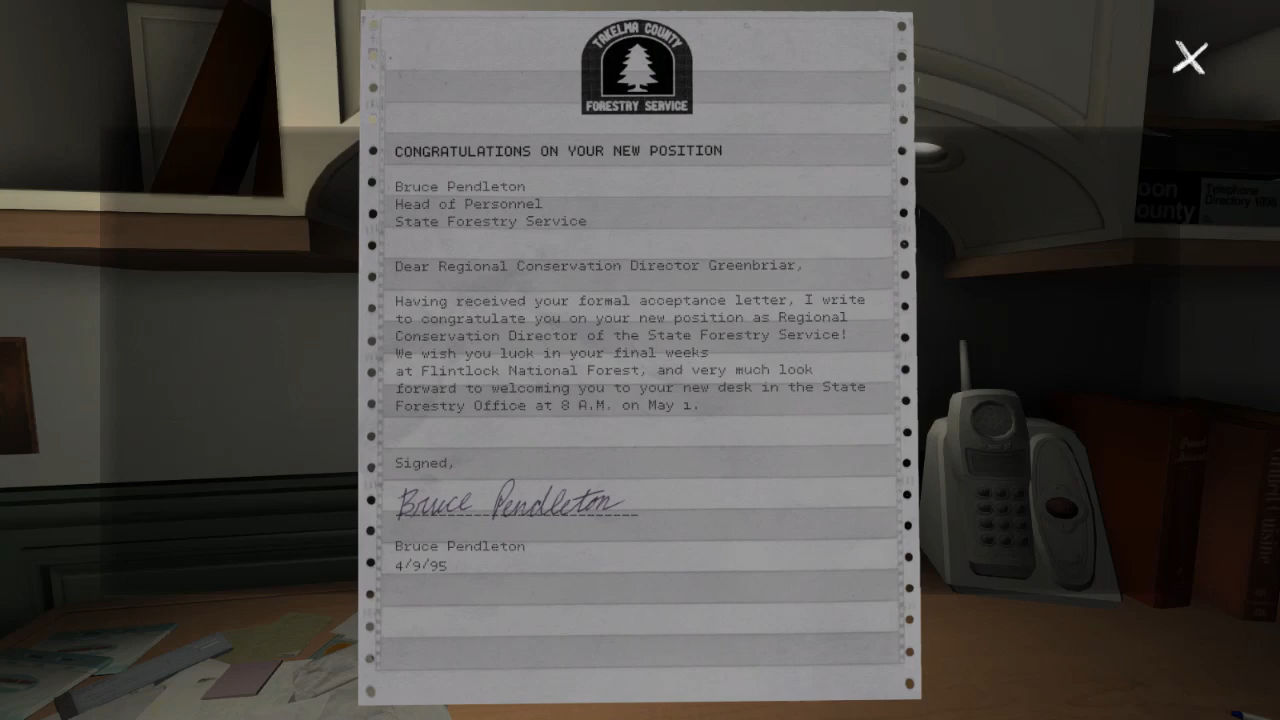 TAKELMA COUNTY
FORESTRY SERVICE
CONGRATULATIONS ON YOUR NEW POSITION
Bruce Pendleton
Head of Personnel
State Forestry Service
Dear Regional Conservation Director Greenbriar,
Having received your formal acceptance letter, I write
to congratulate you on your new position as Regional
Conservation Director of the State Forestry Service!
We wish you luck in your final weeks
at Flintlock National Forest, and very much look
forward to welcoming you to your new desk in the State
Forestry Office at 8 A.M. on May 1.
Signed,
Bruce Pendleton
Bruce Pendleton
4/9/95
oon
ounty
Telephone
Directory